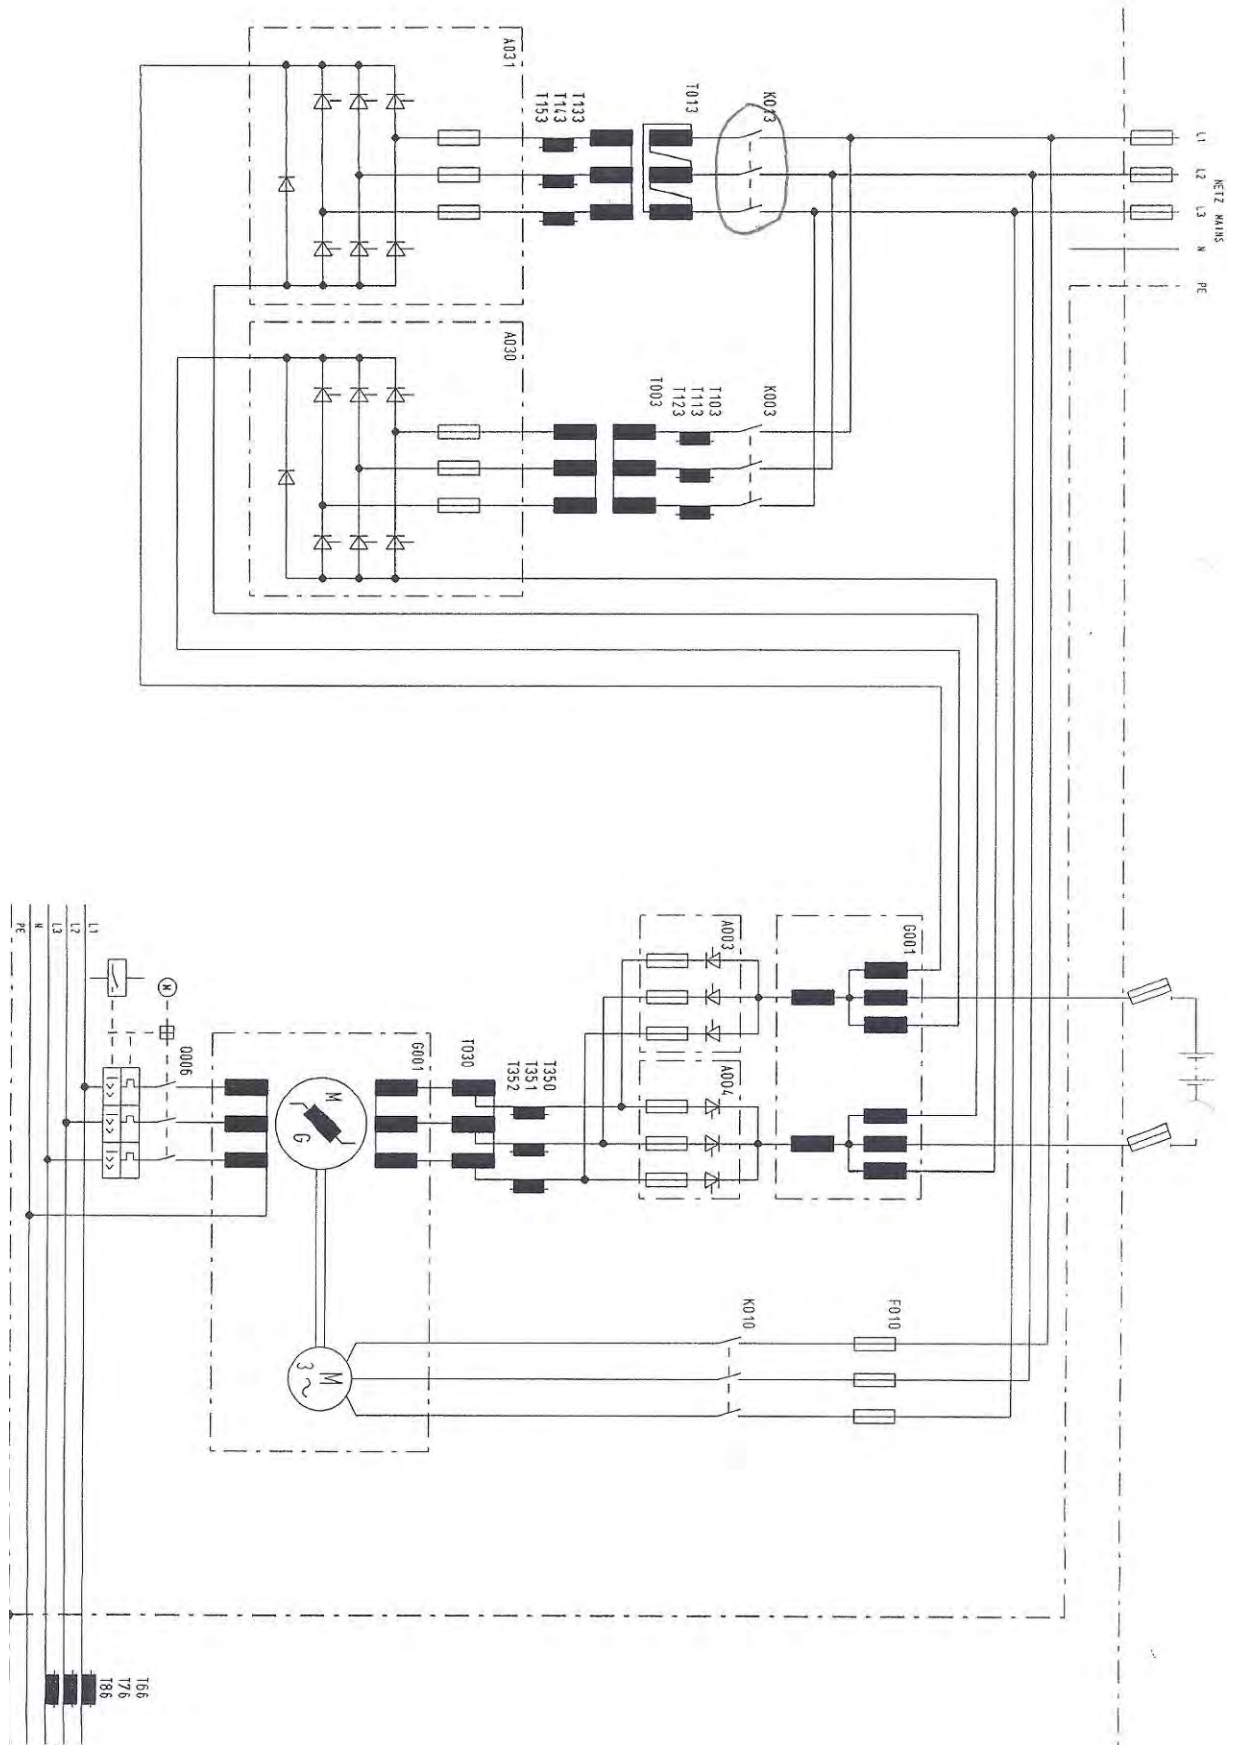 L1
L2
L3
N
PE
NETZ MAINS
A031
T133
T143
T153
T013
K013
A030
T103
T113
T123
T003
K003
A003
A004
G001
T350
T351
T352
T030
G001
M
G
M
3 ~
Q006
M
I>>
I>>
I>>
L1
L2
L3
N
PE
K010
F010
T66
T76
T86